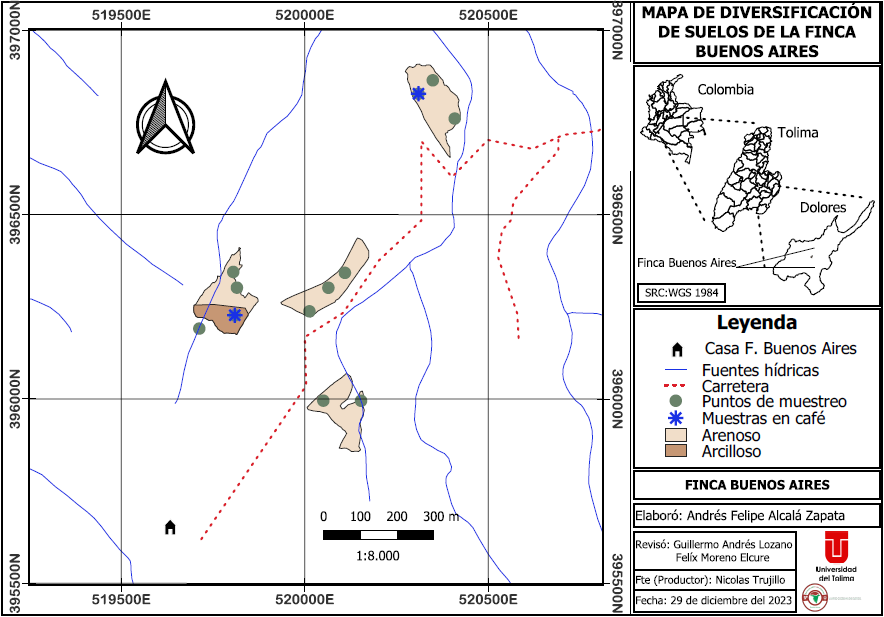 MAPA DE DIVERSIFICACIÓN
DE SUELOS DE LA FINCA
BUENOS AIRES
519500E
520000E
520500E
397000N
397000N
396500N
396500N
396000N
396000N
395500N
395500N
519500E
520000E
520500E
0 100 200 300 m
1:8.000
Colombia
Tolima
Dolores
Finca Buenos Aires
SRC:WGS 1984
Leyenda
Casa F. Buenos Aires
Fuentes hídricas
Carretera
Puntos de muestreo
Muestras en café
Arenoso
Arcilloso
FINCA BUENOS AIRES
Elaboró: Andrés Felipe Alcalá Zapata
Revisó: Guillermo Andrés Lozano
Felix Moreno Elcure
Fte (Productor): Nicolas Trujillo
Fecha: 29 de diciembre del 2023
Universidad
del Tolima